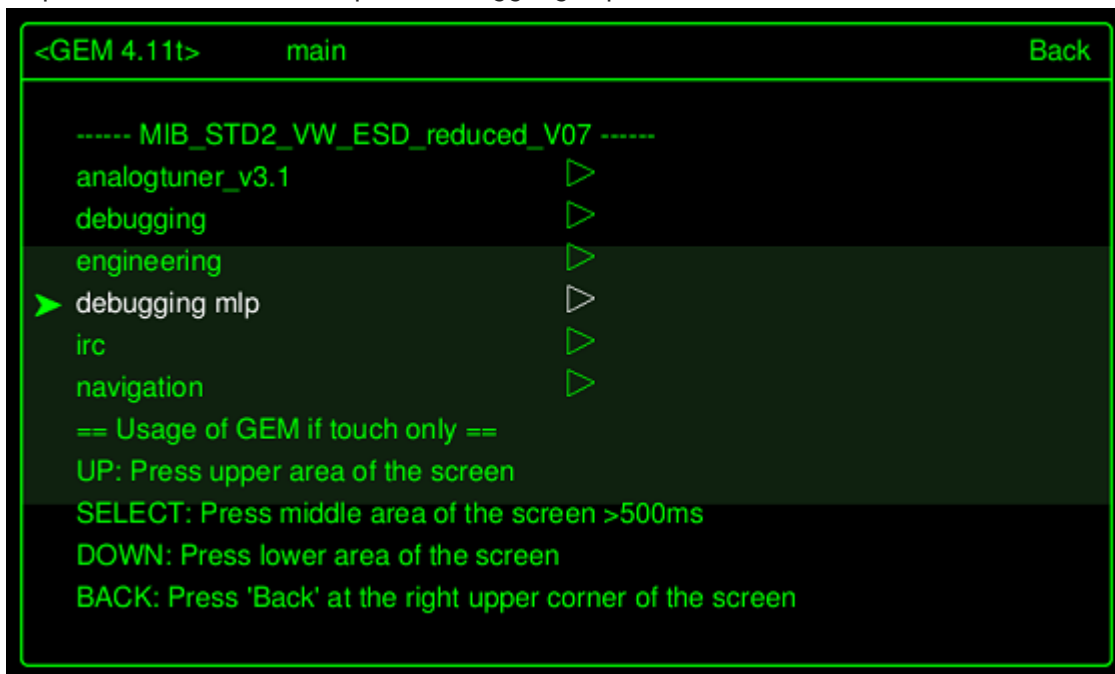 <GEM 4.11t> main Back
------ MIB_STD2_VW_ESD_reduced_V07 ------
analogtuner_v3.1
debugging
engineering
debugging mlp
irc
navigation
== Usage of GEM if touch only ==
UP: Press upper area of the screen
SELECT: Press middle area of the screen >500ms
DOWN: Press lower area of the screen
BACK: Press 'Back' at the right upper corner of the screen